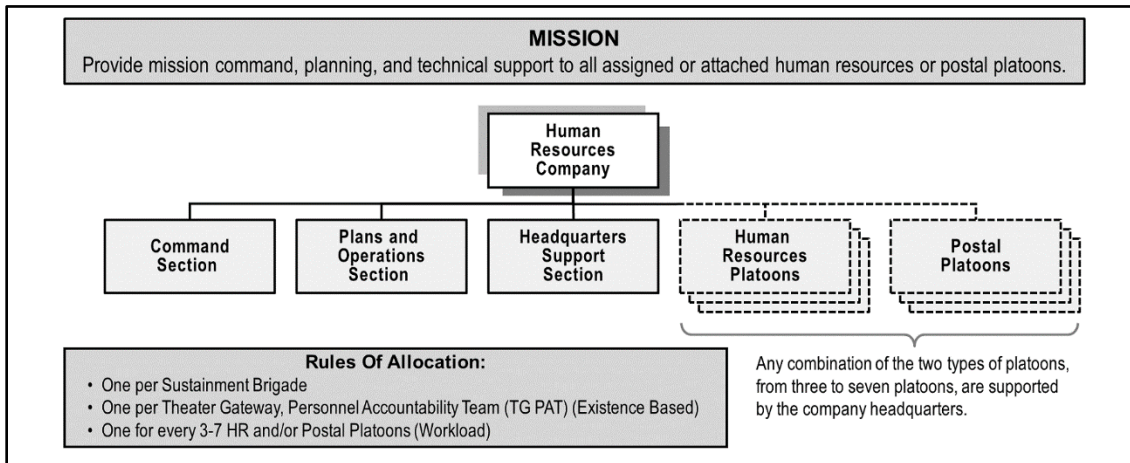 MISSION
Provide mission command, planning, and technical support to all assigned or attached human resources or postal platoons.
Human
Resources
Company
Command
Section
Plans and
Operations
Section
Headquarters
Support
Section
Human
Resources
Platoons
Postal
Platoons
Rules Of Allocation:
• One per Sustainment Brigade
• One per Theater Gateway, Personnel Accountability Team (TG PAT) (Existence Based)
• One for every 3-7 HR and/or Postal Platoons (Workload)
Any combination of the two types of platoons,
from three to seven platoons, are supported
by the company headquarters.